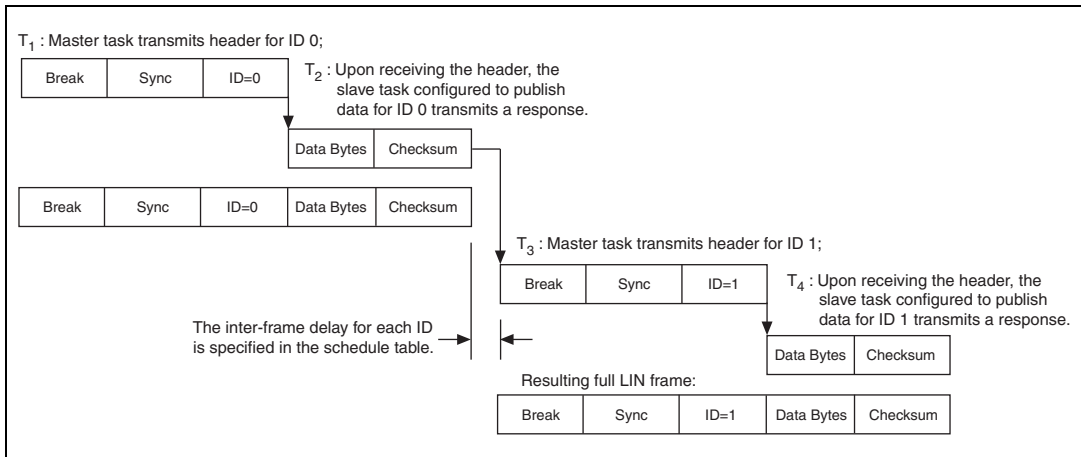 T1 : Master task transmits header for ID 0;
Break Sync ID=0
T2 : Upon receiving the header, the
slave task configured to publish
data for ID 0 transmits a response.
Data Bytes Checksum
Break Sync ID=0 Data Bytes Checksum
T3 : Master task transmits header for ID 1;
Break Sync ID=1
T4 : Upon receiving the header, the
slave task configured to publish
data for ID 1 transmits a response.
The inter-frame delay for each ID
is specified in the schedule table.
Data Bytes Checksum
Resulting full LIN frame:
Break Sync ID=1 Data Bytes Checksum